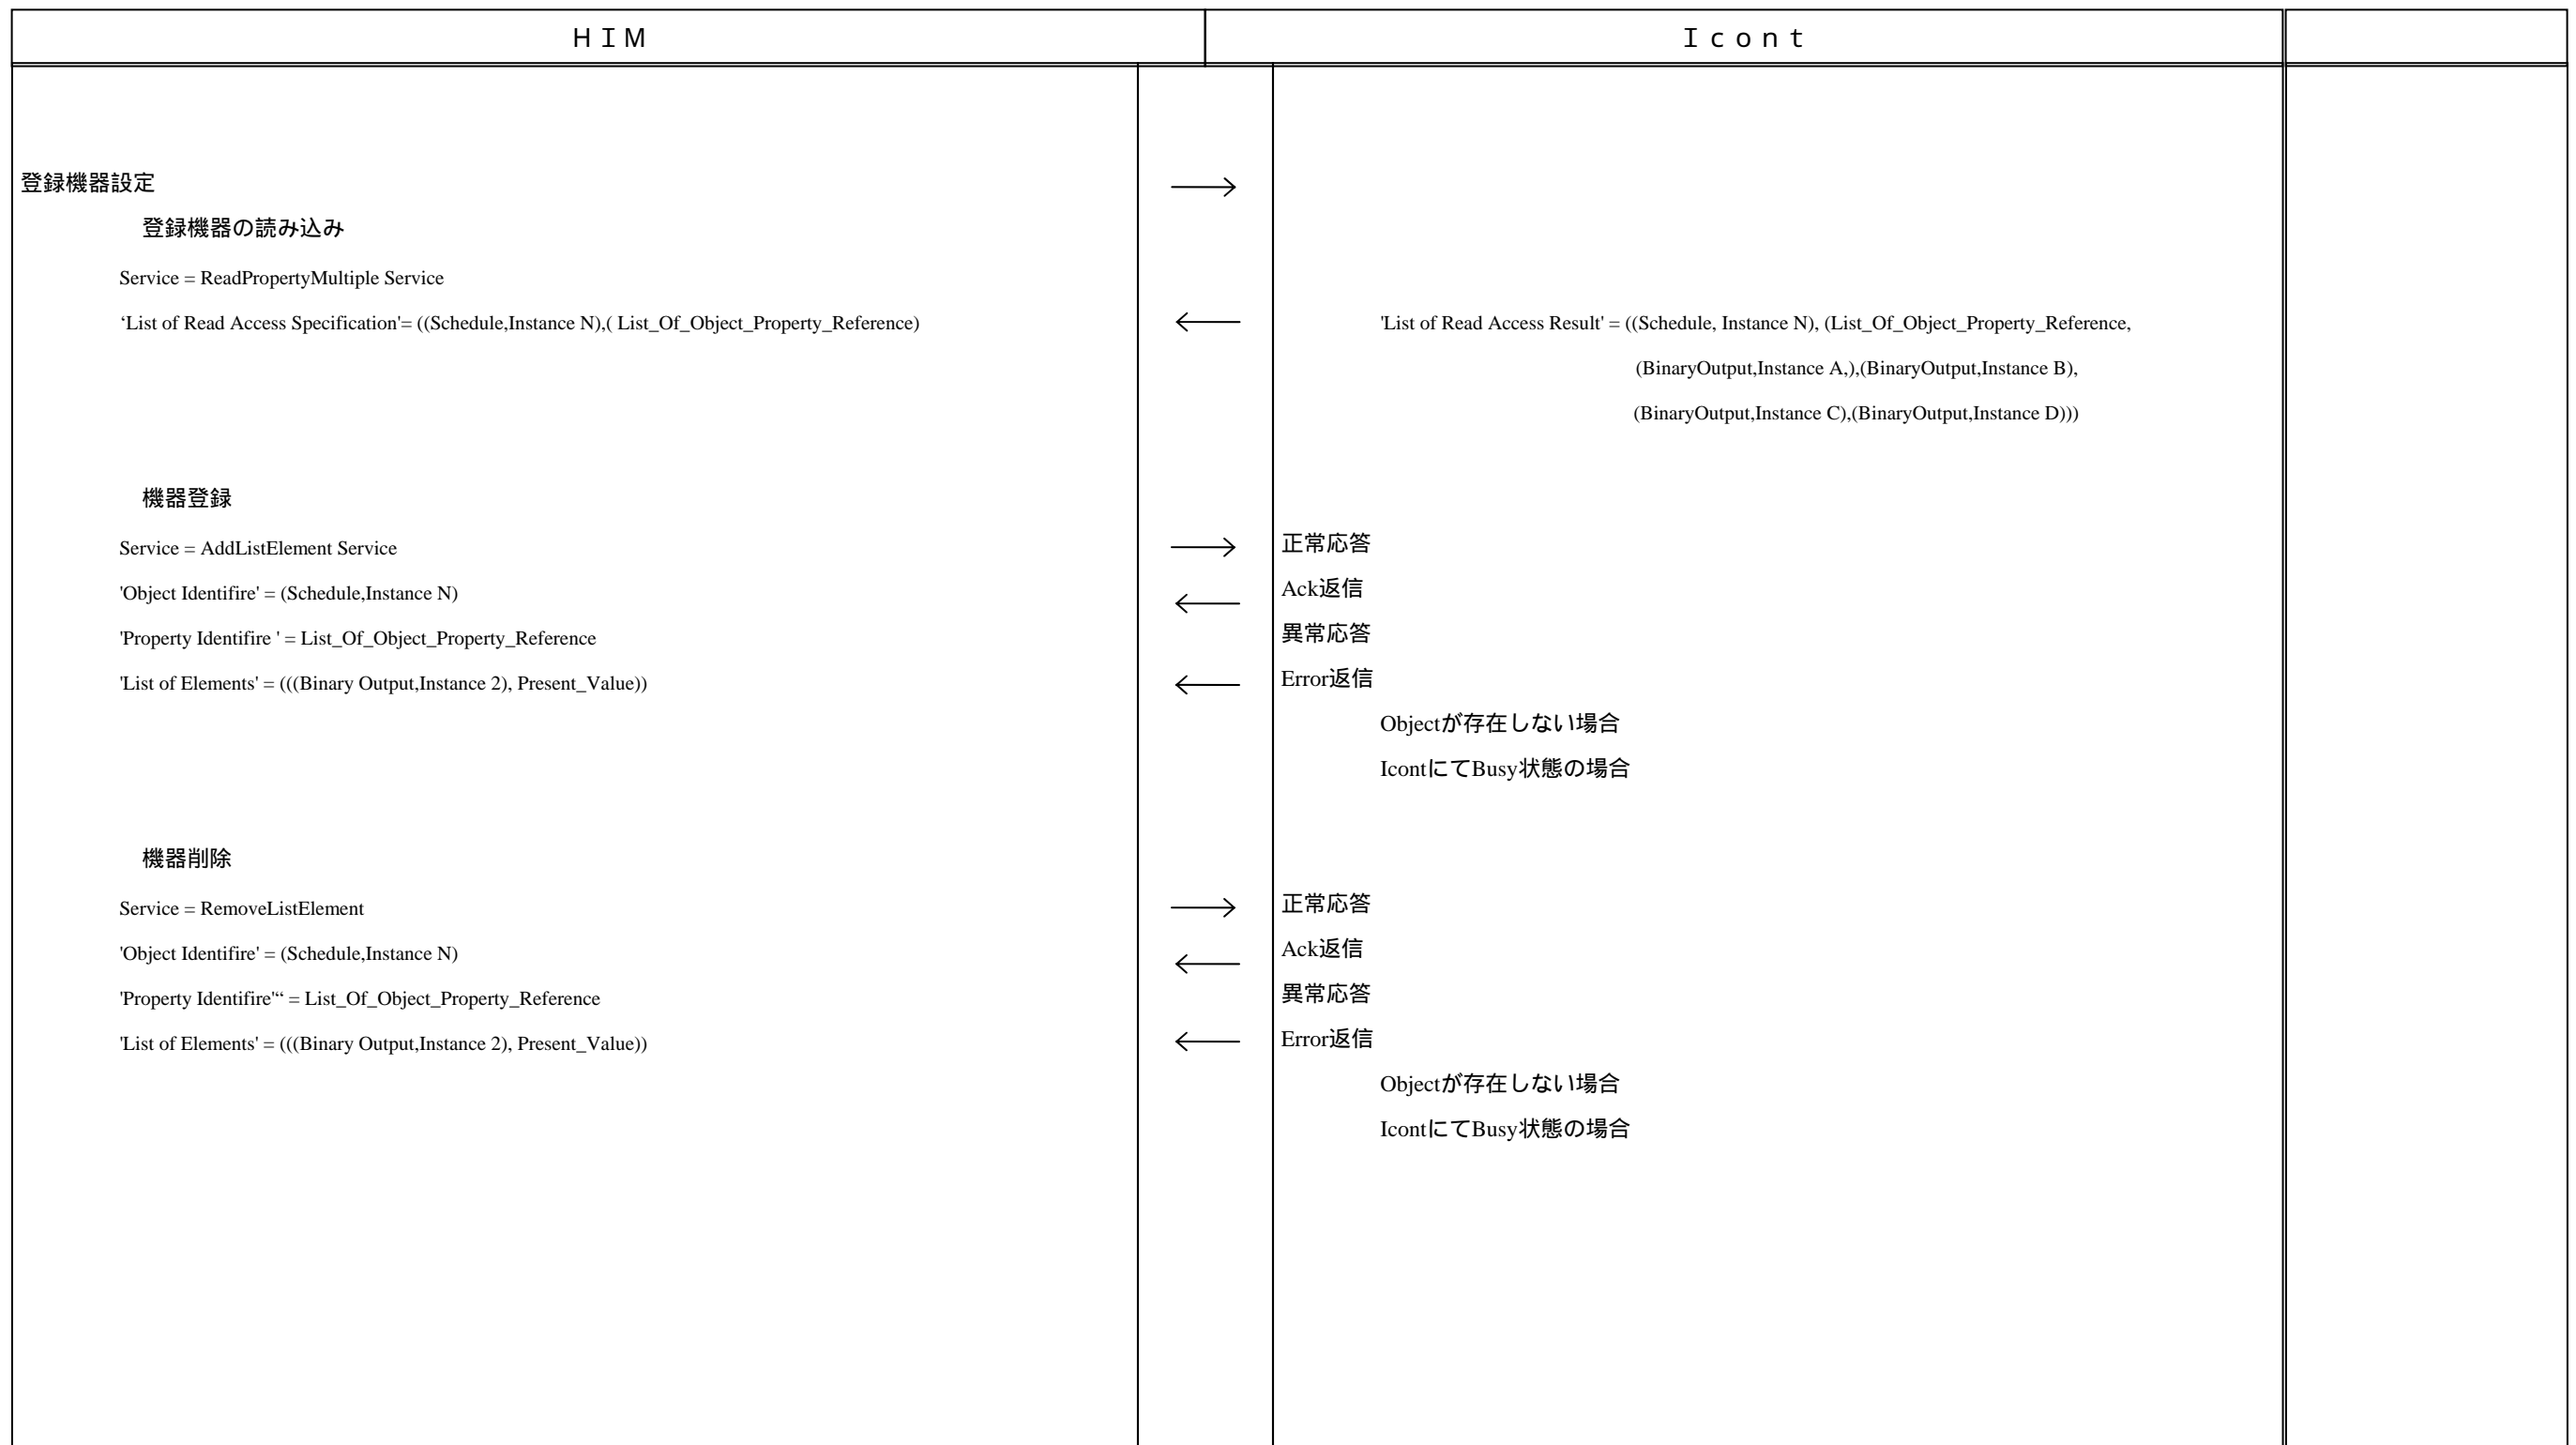 ＨＩＭ
Ｉｃｏｎｔ
登録機器設定
登録機器の読み込み
Service = ReadPropertyMultiple Service
‘List of Read Access Specification'= ((Schedule,Instance N),( List_Of_Object_Property_Reference)
'List of Read Access Result' = ((Schedule, Instance N), (List_Of_Object_Property_Reference,
(BinaryOutput,Instance A,),(BinaryOutput,Instance B),
(BinaryOutput,Instance C),(BinaryOutput,Instance D)))
機器登録
Service = AddListElement Service
'Object Identifire' = (Schedule,Instance N)
'Property Identifire ' = List_Of_Object_Property_Reference
'List of Elements' = (((Binary Output,Instance 2), Present_Value))
正常応答
Ack返信
異常応答
Error返信
Objectが存在しない場合
IcontにてBusy状態の場合
機器削除
Service = RemoveListElement
'Object Identifire' = (Schedule,Instance N)
'Property Identifire'“ = List_Of_Object_Property_Reference
'List of Elements' = (((Binary Output,Instance 2), Present_Value))
正常応答
Ack返信
異常応答
Error返信
Objectが存在しない場合
IcontにてBusy状態の場合